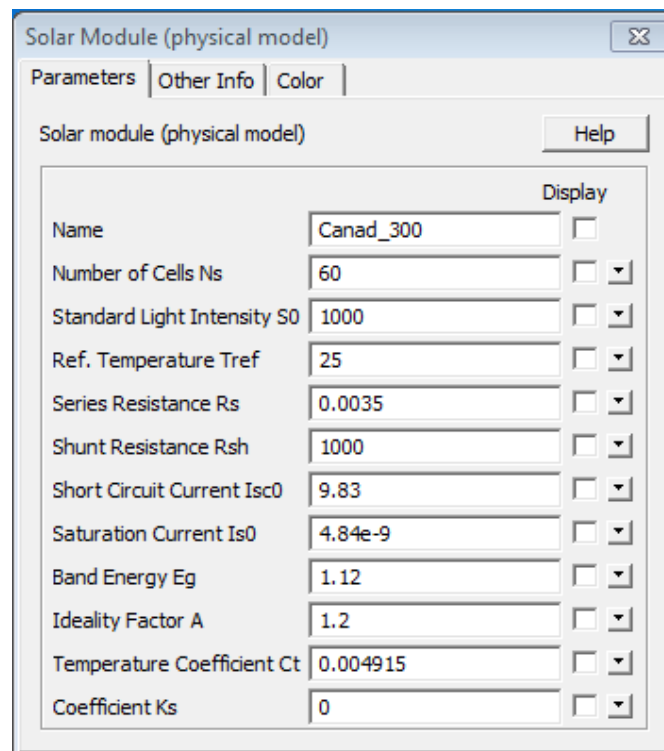 Solar Module (physical model)
Parameters Other Info Color
Solar module (physical model) Help
Display
Name Canad_300
Number of Cells Ns 60
Standard Light Intensity S0 1000
Ref. Temperature Tref 25
Series Resistance Rs 0.0035
Shunt Resistance Rsh 1000
Short Circuit Current Isc0 9.83
Saturation Current Is0 4.84e-9
Band Energy Eg 1.12
Ideality Factor A 1.2
Temperature Coefficient Ct 0.004915
Coefficient Ks 0